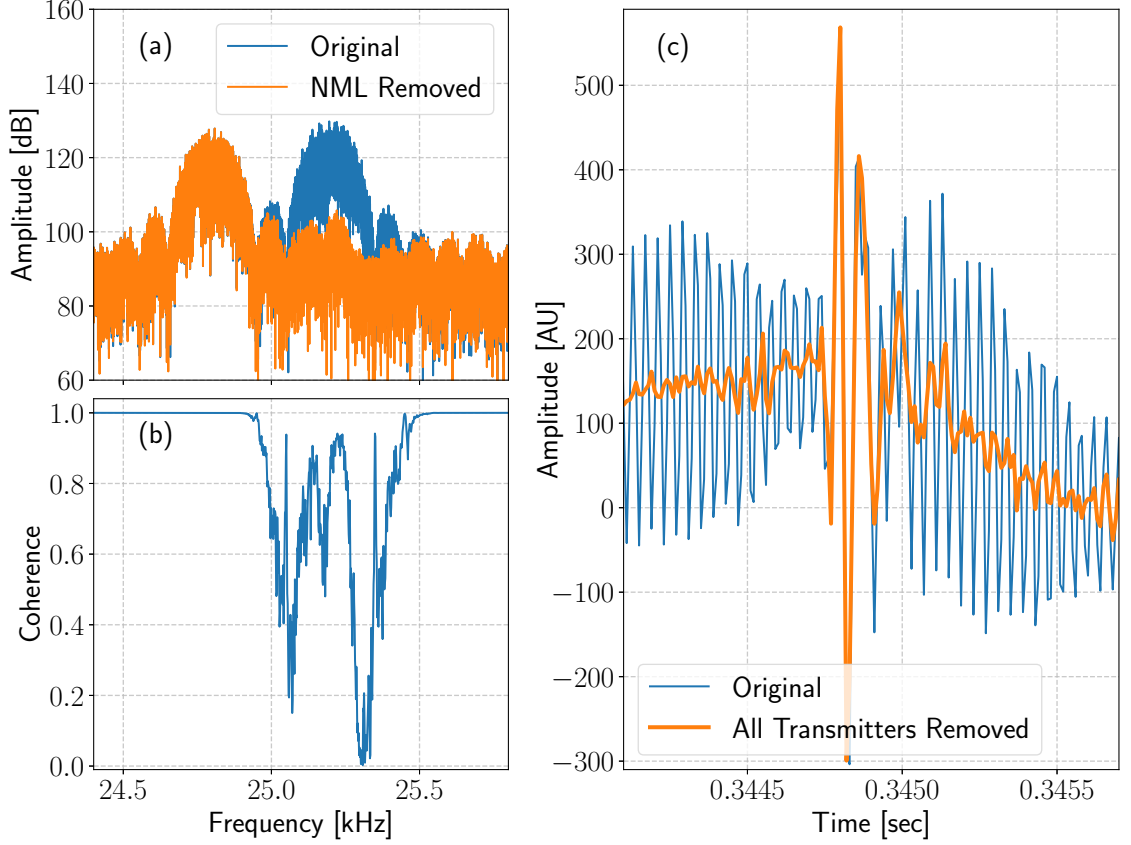 (a)
Original
NML Removed
160
140
120
100
80
60
Amplitude [dB]
(b)
1.0
0.8
0.6
0.4
0.2
0.0
Coherence
24.5
25.0
25.5
Frequency [kHz]
(c)
500
400
300
200
100
0
−100
−200
−300
Amplitude [AU]
Original
All Transmitters Removed
0.3445
0.3450
0.3455
Time [sec]